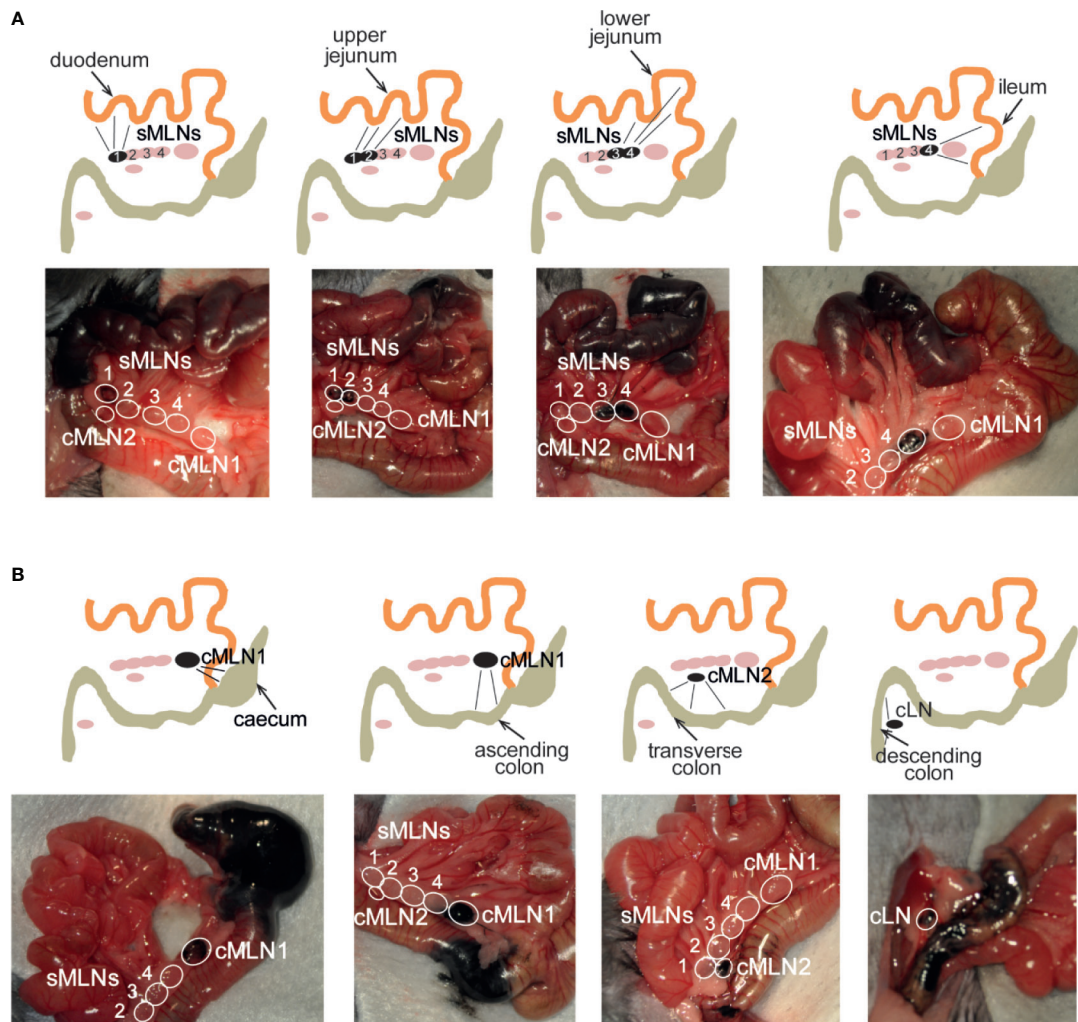 A
duodenum
sMLNs
1 2 3 4
upper
jejunum
sMLNs
1 2 3 4
lower
jejunum
sMLNs
1 2 3 4
ileum
sMLNs
1 2 3 4
sMLNs
1
2
3
4
cMLN2
cMLN1
sMLNs
1
2
3
4
cMLN2
cMLN1
sMLNs
1
2
3
4
cMLN2
cMLN1
sMLNs
4
3
2
cMLN1
B
cMLN1
caecum
cMLN1
ascending
colon
cMLN2
transverse
colon
cLN
descending
colon
cMLN1
sMLNs
4
3
2
sMLNs
1
2
3
4
cMLN2
cMLN1
cMLN1
sMLNs
4
3
2
1
cMLN2
cLN